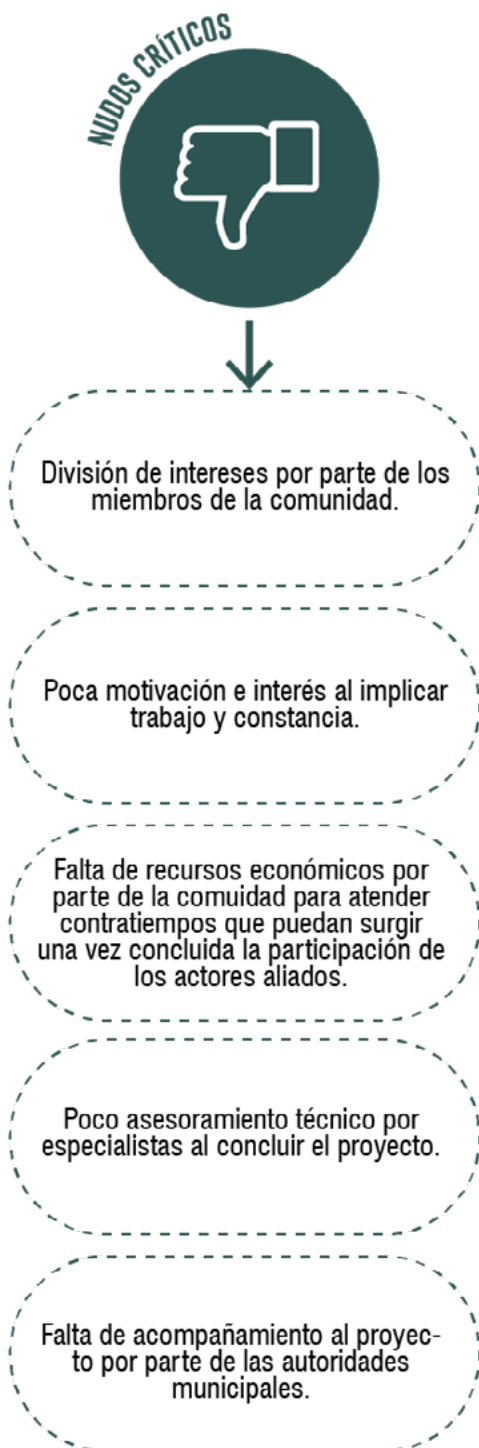 NUDOS CRÍTICOS
División de intereses por parte de los
miembros de la comunidad.
Poca motivación e interés al implicar
trabajo y constancia.
Falta de recursos económicos por
parte de la comuidad para atender
contratiempos que puedan surgir
una vez concluida la participación de
los actores aliados.
Poco asesoramiento técnico por
especialistas al concluir el proyecto.
Falta de acompañamiento al proyec-
to por parte de las autoridades
municipales.